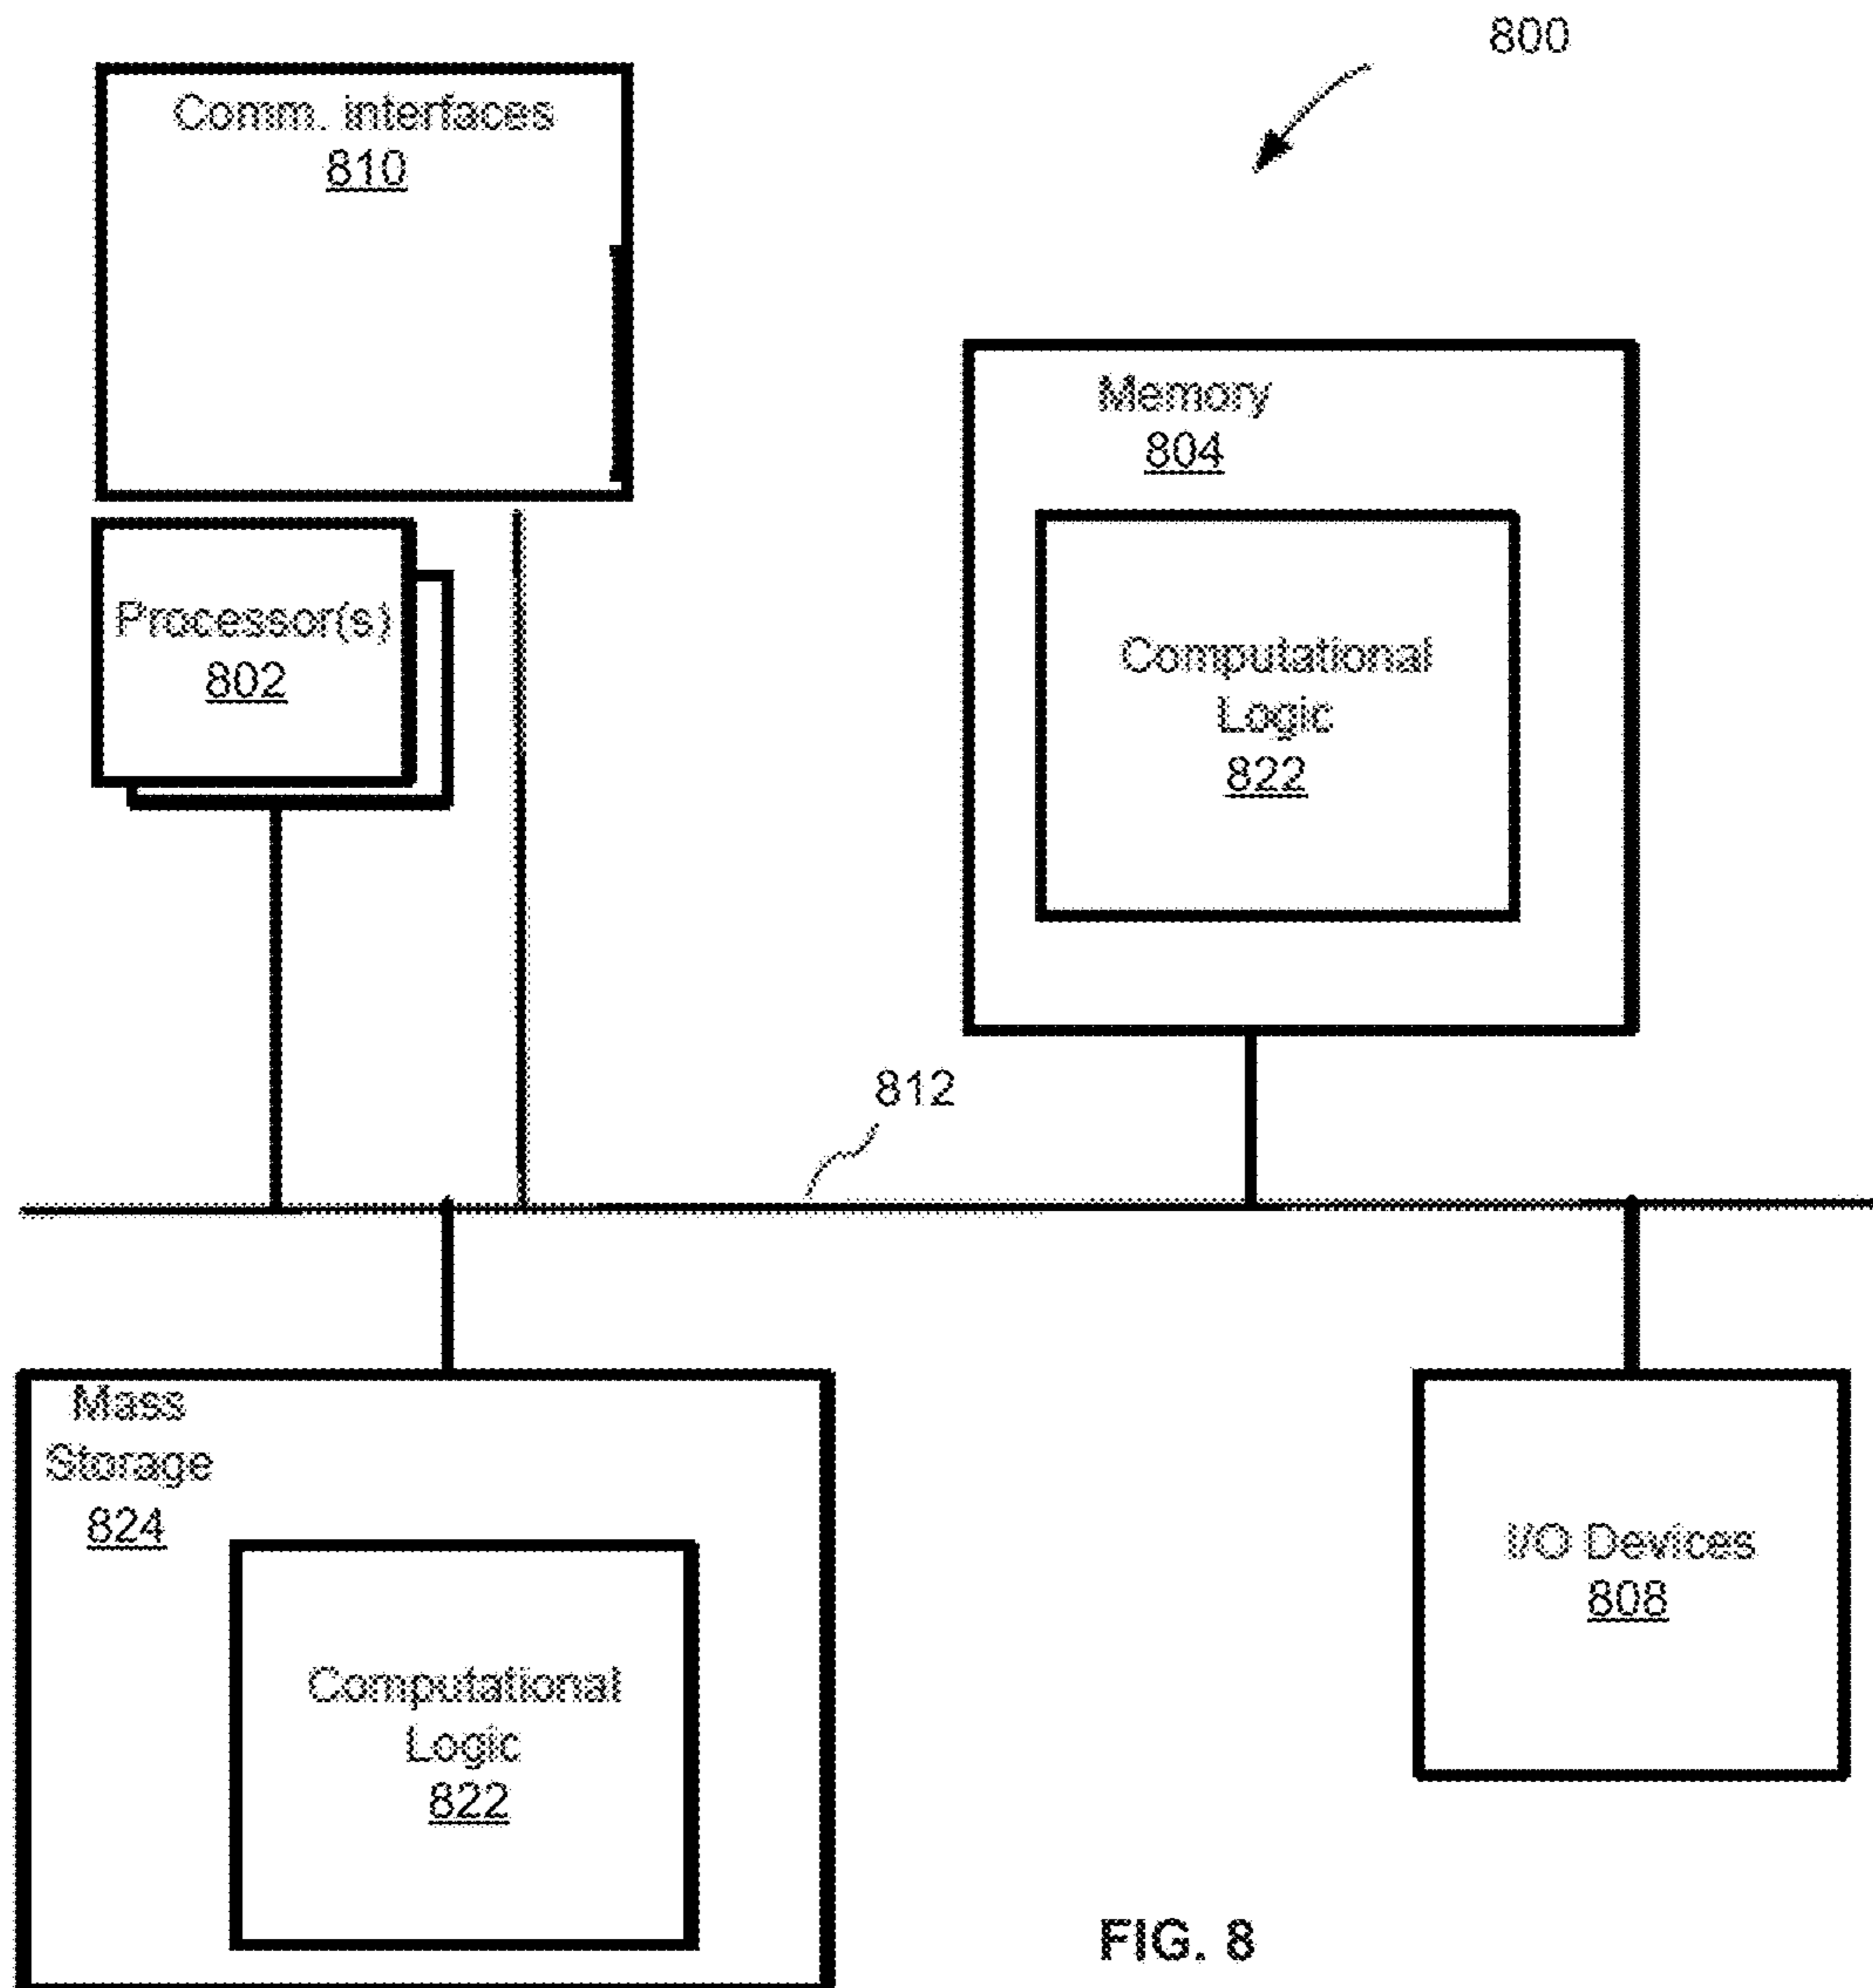 800
Comm. interfaces
810
Memory
804
Processor(s)
802
Computational
Logic
822
812
Mass
Storage
824
I/O Devices
808
Computational
Logic
822
FIG. 8